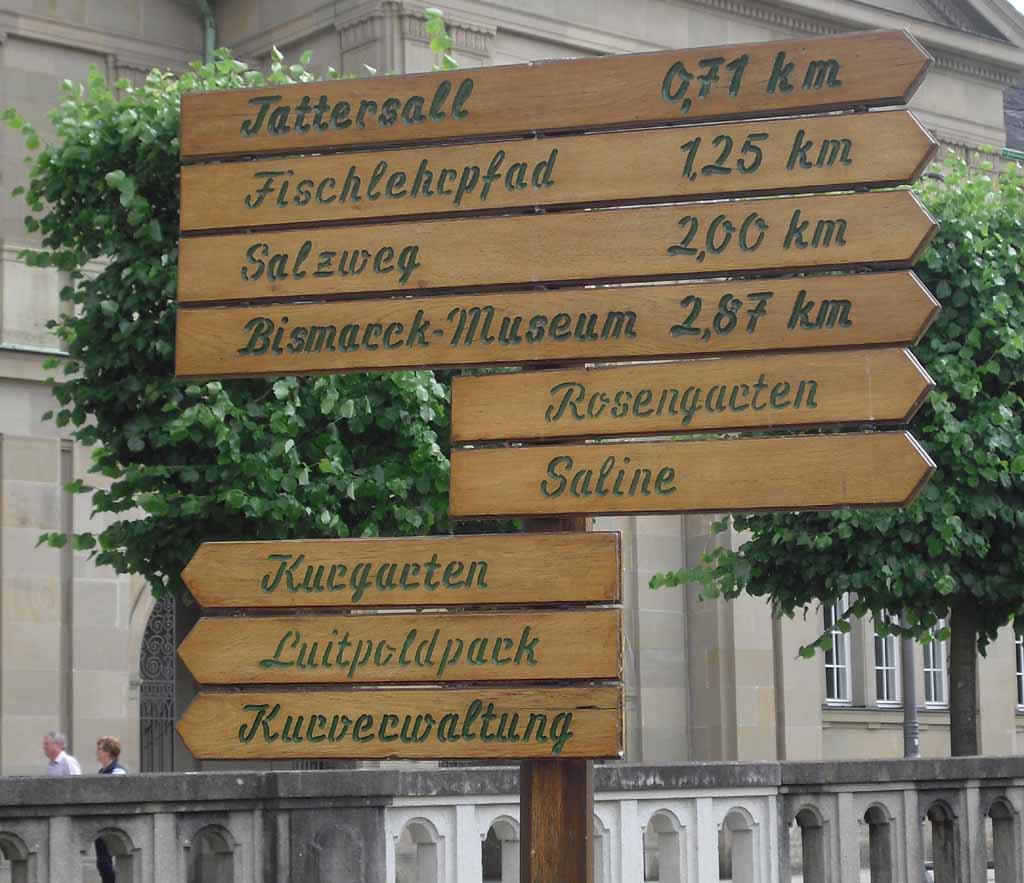 Tattersall 0,71 km
Fischlehrpfad 1,25 km
Salzweg 2,00 km
Bismarck-Museum 2,87 km
Rosengarten
Saline
Kurgarten
Luitpoldpark
Kurverwaltung